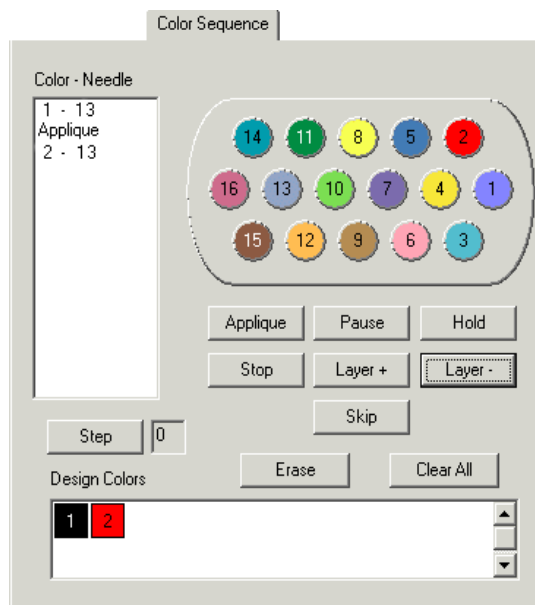 Color Sequence
Color - Needle
1 - 13
Applique
2 - 13
14 11 8 5 2
16 13 10 7 4 1
15 12 9 6 3
Applique Pause Hold
Stop Layer + Layer -
Skip
Step 0
Erase Clear All
Design Colors
1 2